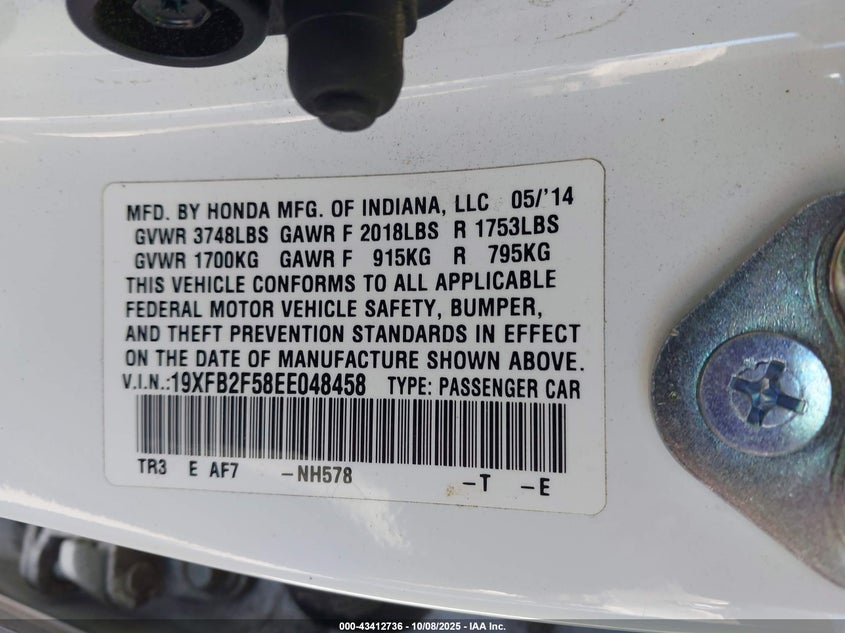 MFD. BY HONDA MFG. OF INDIANA, LLC 05/'14
GVWR 3748LBS GAWR F 2018LBS R 1753LBS
GVWR 1700KG GAWR F 915KG R 795KG
THIS VEHICLE CONFORMS TO ALL APPLICABLE
FEDERAL MOTOR VEHICLE SAFETY, BUMPER,
AND THEFT PREVENTION STANDARDS IN EFFECT
ON THE DATE OF MANUFACTURE SHOWN ABOVE.
V.I.N.:19XFB2F58EE048458 TYPE: PASSENGER CAR
TR3 E AF7 -NH578 -T -E
000-43412736 - 10/08/2025 - IAA Inc.